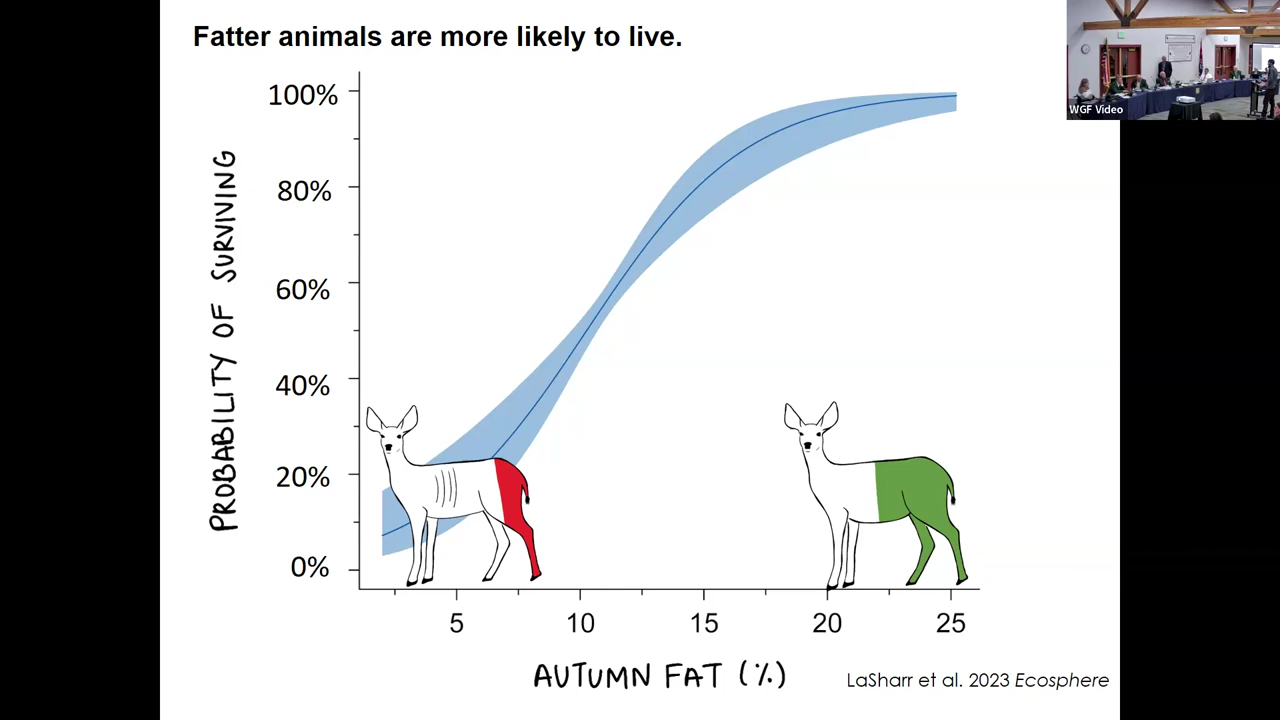 Fatter animals are more likely to live.
WGF Video
100%
80%
60%
40%
20%
0%
PROBABILITY OF SURVIVING
5 10 15 20 25
AUTUMN FAT (%)
LaSharr et al. 2023 Ecosphere